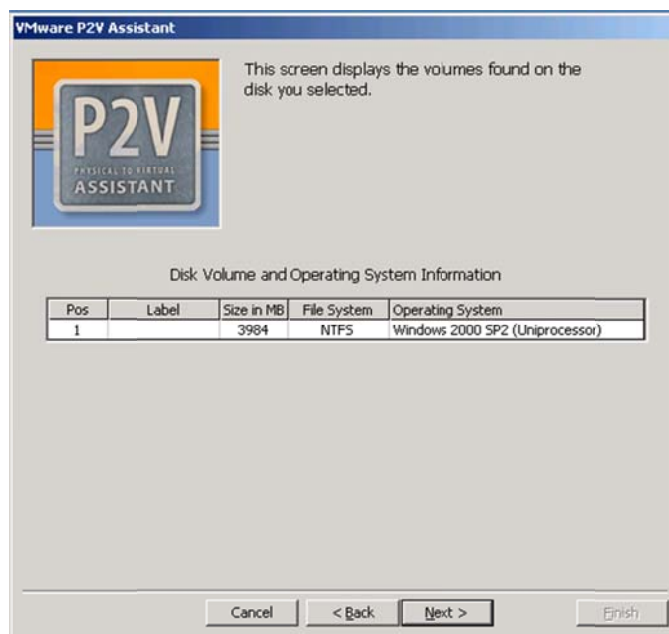 VMware P2V Assistant
This screen displays the volumes found on the
disk you selected.
P2V
PHYSICAL TO VIRTUAL
ASSISTANT
Disk Volume and Operating System Information
Pos Label Size in MB File System Operating System
1 3984 NTFS Windows 2000 SP2 (Uniprocessor)
Cancel < Back Next > Finish